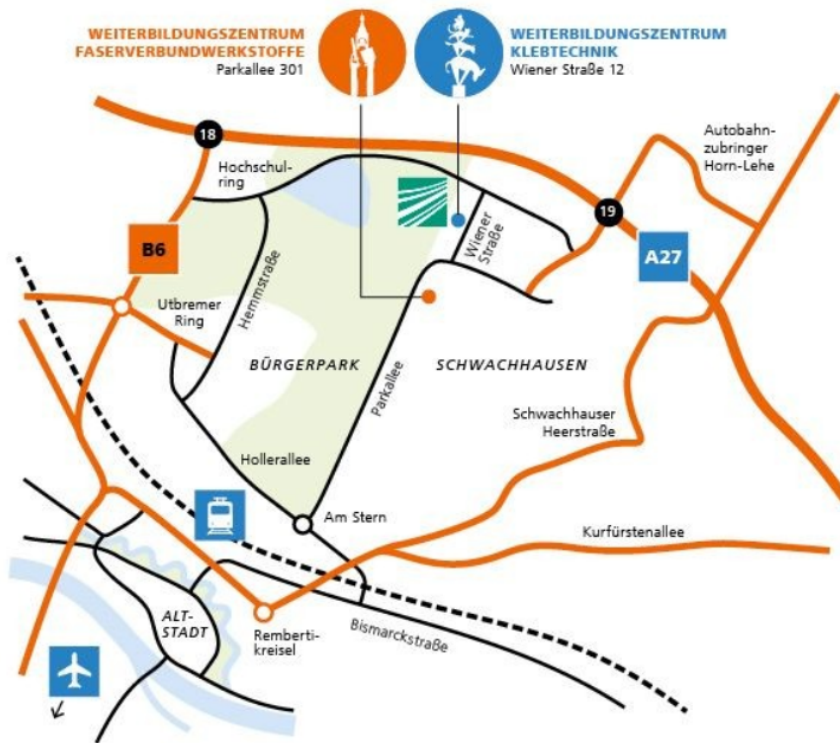 WEITERBILDUNGSZENTRUM
FASERVERBUNDWERKSTOFFE
Parkallee 301
WEITERBILDUNGSZENTRUM
KLEBTECHNIK
Wiener Straße 12
18
Hochschul-
ring
Autobahn-
zubringer
Horn-Lehe
19
B6
Wiener
Straße
A27
Hemmstraße
Utbremer
Ring
BÜRGERPARK
Parkallee
SCHWACHHAUSEN
Schwachhauser
Heerstraße
Hollerallee
Am Stern
Kurfürstenallee
ALT-
STADT
Remberti-
kreisel
Bismarckstraße